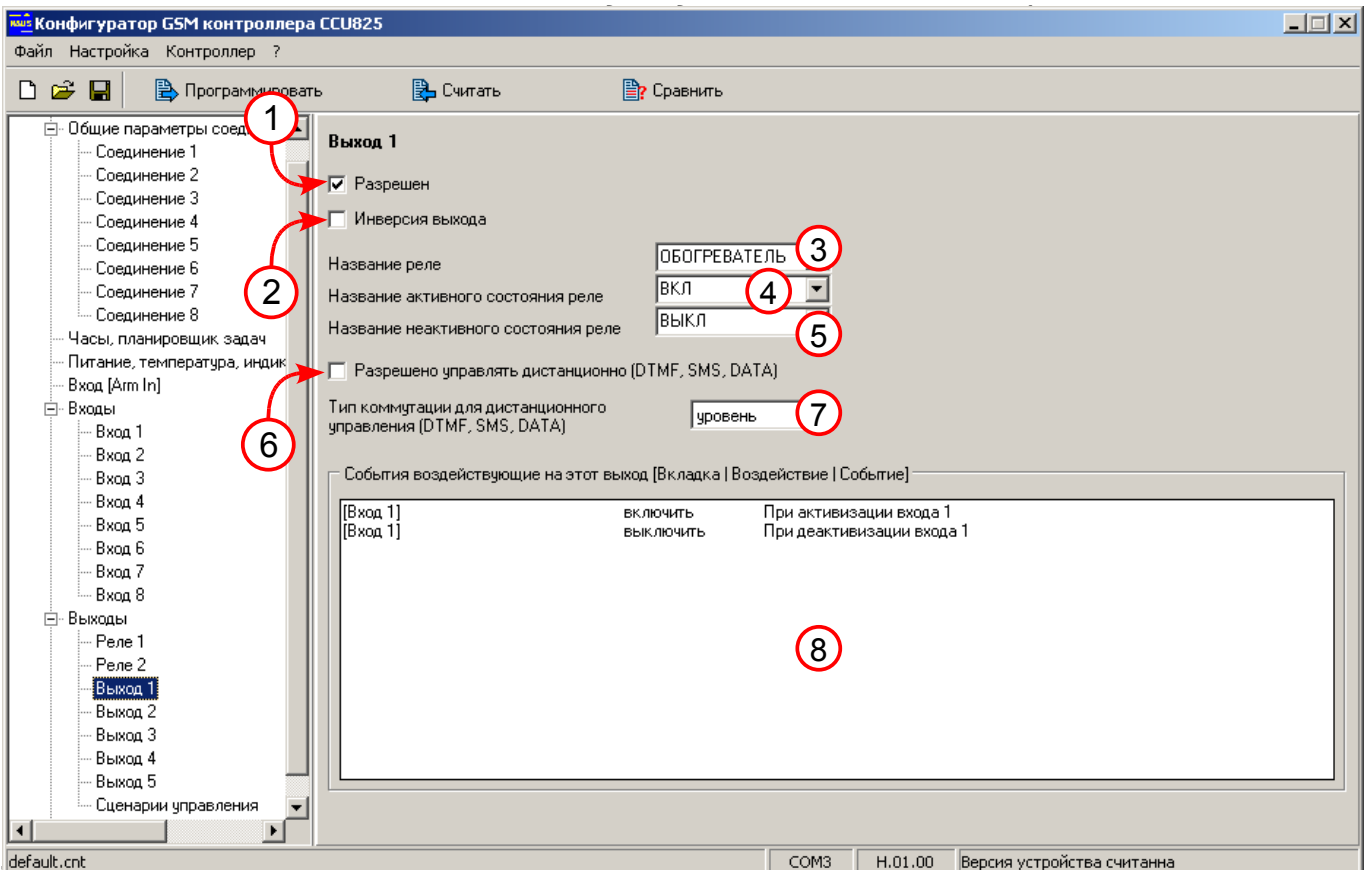 Конфигуратор GSM контроллера CCU825
Файл Настройка Контроллер ?
Программировать Считать Сравнить
1
Общие параметры
Соединение 1
Соединение 2
Соединение 3
Соединение 4
Соединение 5
Соединение 6
Соединение 7
Соединение 8
Часы, планировщик задач
Питание, температура, индик
Вход [Arm In]
Входы
Вход 1
Вход 2
Вход 3
Вход 4
Вход 5
Вход 6
Вход 7
Вход 8
Выходы
Реле 1
Реле 2
Выход 1
Выход 2
Выход 3
Выход 4
Выход 5
Сценарии управления
2
6
Выход 1
Разрешен
Инверсия выхода
Название реле ОБОГРЕВАТЕЛЬ 3
Название активного состояния реле ВКЛ 4
Название неактивного состояния реле ВЫКЛ 5
Разрешено управлять дистанционно (DTMF, SMS, DATA)
Тип коммутации для дистанционного
управления (DTMF, SMS, DATA) уровень 7
События воздействующие на этот выход [Вкладка | Воздействие | Событие]
[Вход 1] включить При активизации входа 1
[Вход 1] выключить При деактивизации входа 1
8
default.cnt COM3 H.01.00 Версия устройства считанна